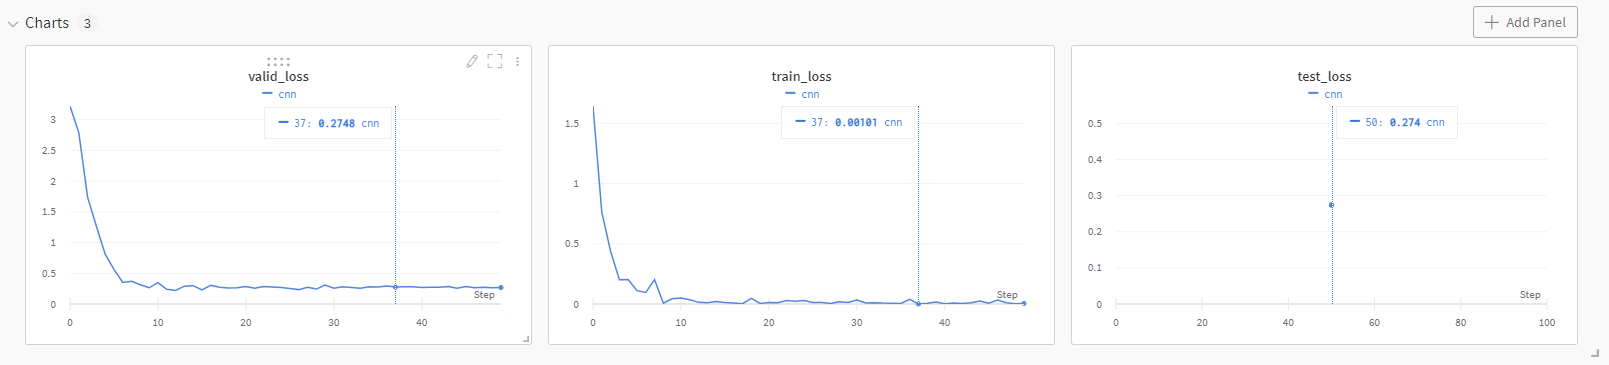 Charts 3
Add Panel
valid_loss
cnn
37: 0.2748 cnn
3
2.5
2
1.5
1
0.5
0
Step
0 10 20 30 40
train_loss
cnn
37: 0.00101 cnn
1.5
1
0.5
0
Step
0 10 20 30 40
test_loss
cnn
50: 0.274 cnn
0.5
0.4
0.3
0.2
0.1
0
Step
0 20 40 60 80 100